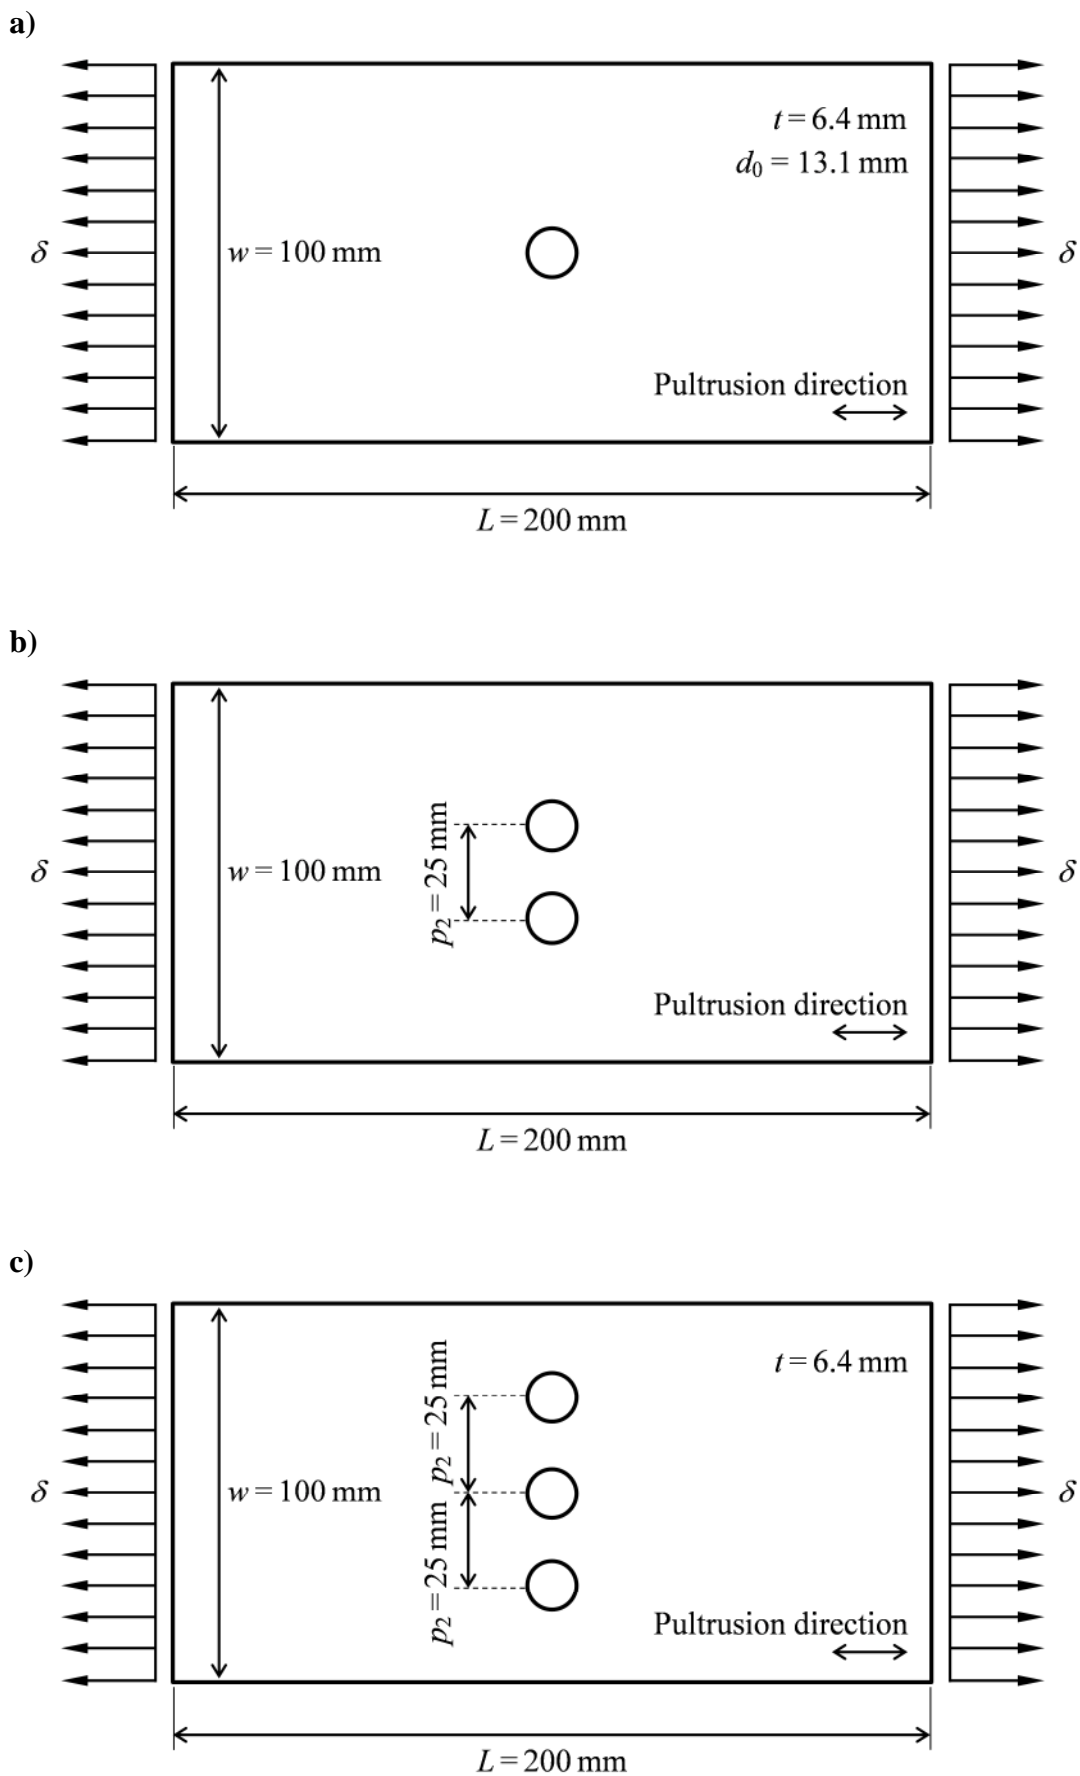 a)
t = 6.4 mm
d0 = 13.1 mm
δ
w = 100 mm
δ
Pultrusion direction
L = 200 mm
b)
p2 = 25 mm
δ
w = 100 mm
δ
Pultrusion direction
L = 200 mm
c)
t = 6.4 mm
p2 = 25 mm
δ
w = 100 mm
δ
p2 = 25 mm
Pultrusion direction
L = 200 mm